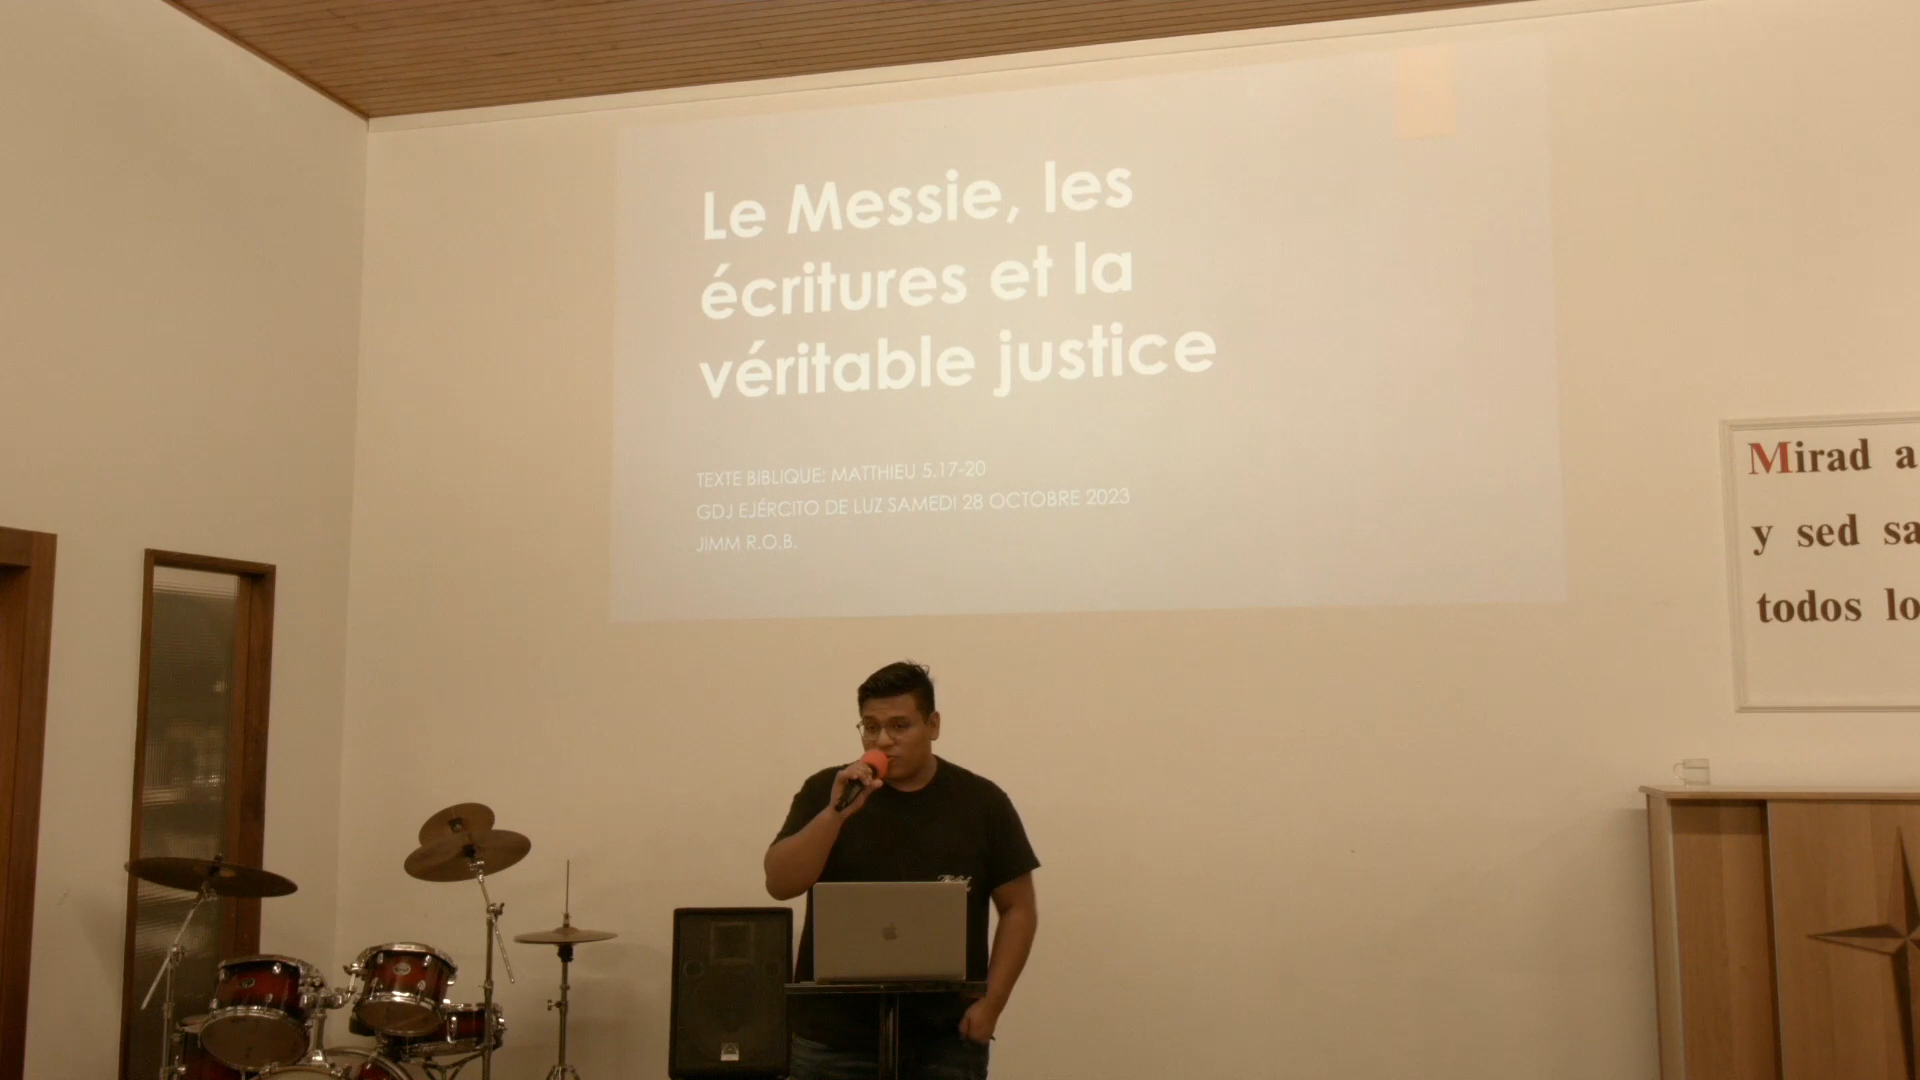 Le Messie, les
écritures et la
véritable justice
TEXTE BIBLIQUE: MATTHIEU 5.17-20
GDJ EJÉRCITO DE LUZ SAMEDI 28 OCTOBRE 2023
JIMM R.O.B.
Mirad a
y sed sa
todos lo